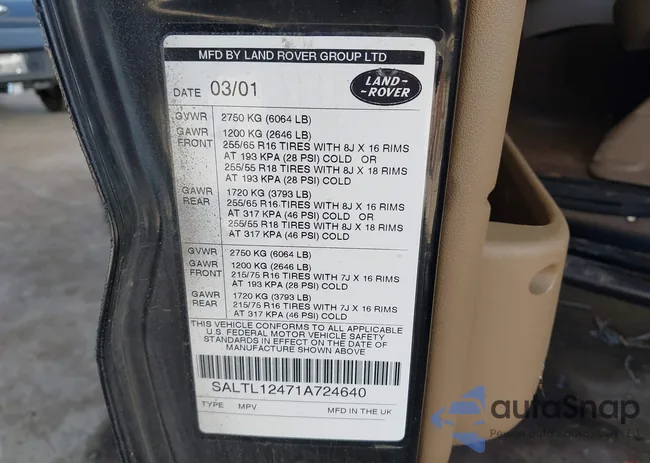 MFD BY LAND ROVER GROUP LTD
DATE 03/01
LAND-
-ROVER
GVWR 2750 KG (6064 LB)
GAWR 1200 KG (2646 LB)
FRONT 255/65 R16 TIRES WITH 8J X 16 RIMS
AT 193 KPA (28 PSI) COLD OR
255/55 R18 TIRES WITH 8J X 18 RIMS
AT 193 KPA (28 PSI) COLD
GAWR 1720 KG (3793 LB)
REAR 255/65 R16 TIRES WITH 8J X 16 RIMS
AT 317 KPA (46 PSI) COLD OR
255/55 R18 TIRES WITH 8J X 18 RIMS
AT 317 KPA (46 PSI) COLD
GVWR 2750 KG (6064 LB)
GAWR 1200 KG (2646 LB)
FRONT 215/75 R16 TIRES WITH 7J X 16 RIMS
AT 193 KPA (28 PSI) COLD
GAWR 1720 KG (3793 LB)
REAR 215/75 R16 TIRES WITH 7J X 16 RIMS
AT 317 KPA (46 PSI) COLD
THIS VEHICLE CONFORMS TO ALL APPLICABLE
U.S. FEDERAL MOTOR VEHICLE SAFETY
STANDARDS IN EFFECT ON THE DATE OF
MANUFACTURE SHOWN ABOVE
SALTL12471A724640
TYPE MPV MFD IN THE UK
autoSnap